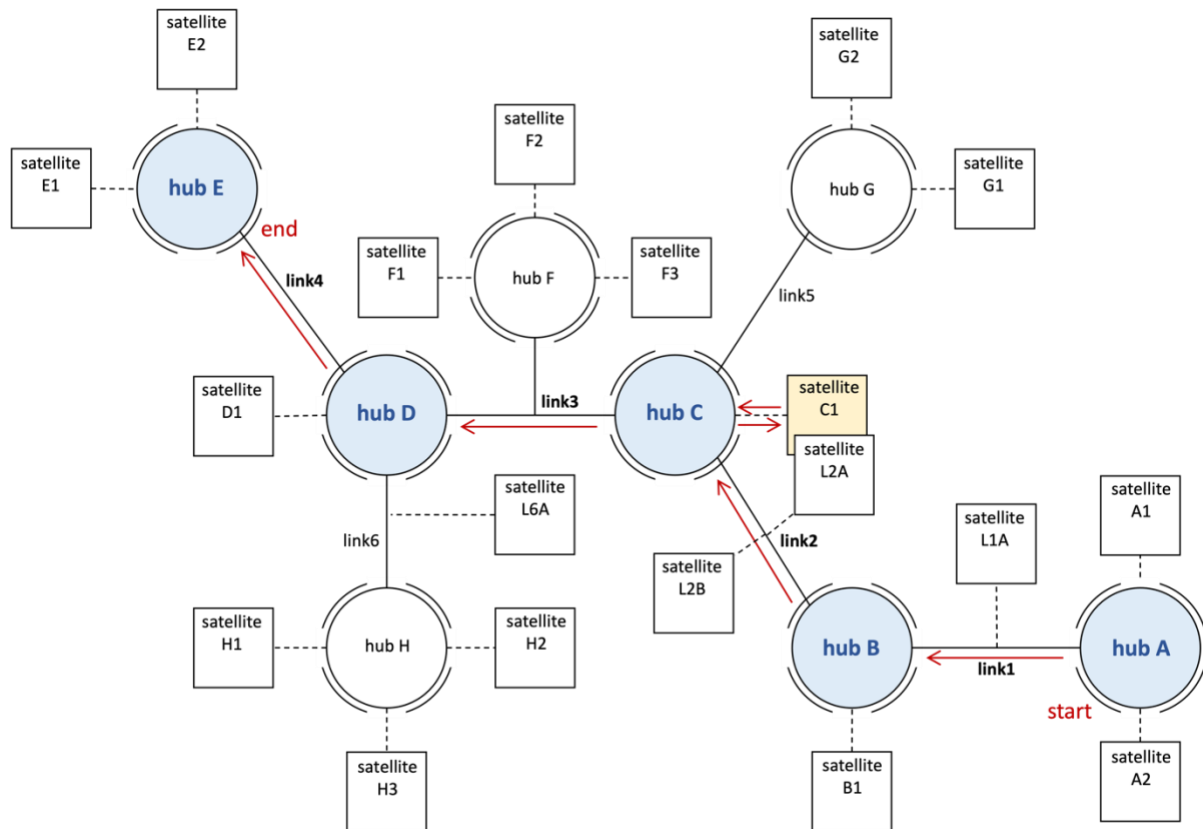 satellite
E2
satellite
G2
satellite
F2
satellite
E1
hub E
hub G
satellite
G1
end
satellite
F1
hub F
satellite
F3
link4
link5
satellite
D1
hub D
link3
hub C
satellite
C1
satellite
L2A
satellite
L6A
satellite
A1
link6
link2
satellite
L1A
satellite
L2B
satellite
H1
hub H
satellite
H2
hub B
link1
hub A
start
satellite
H3
satellite
B1
satellite
A2